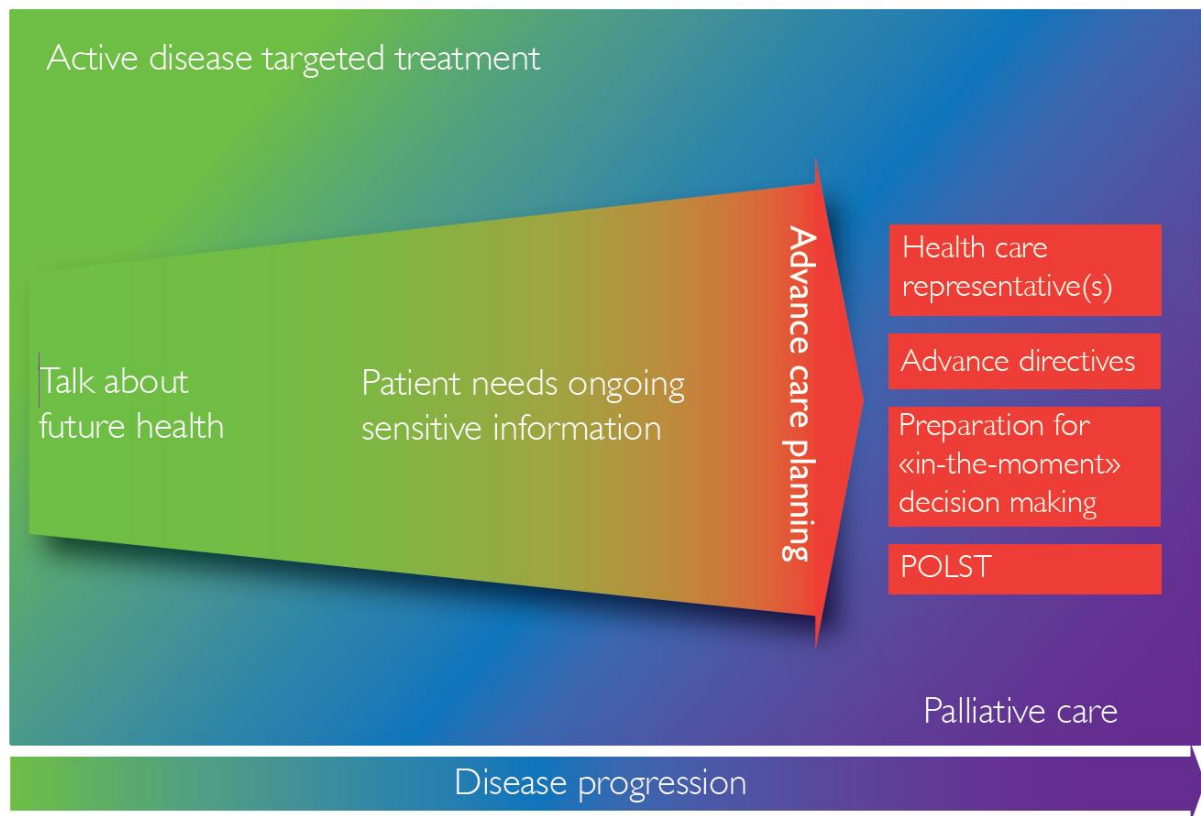 Active disease targeted treatment
Talk about
future health
Patient needs ongoing
sensitive information
Advance care planning
Health care
representative(s)
Advance directives
Preparation for
«in-the-moment»
decision making
POLST
Palliative care
Disease progression